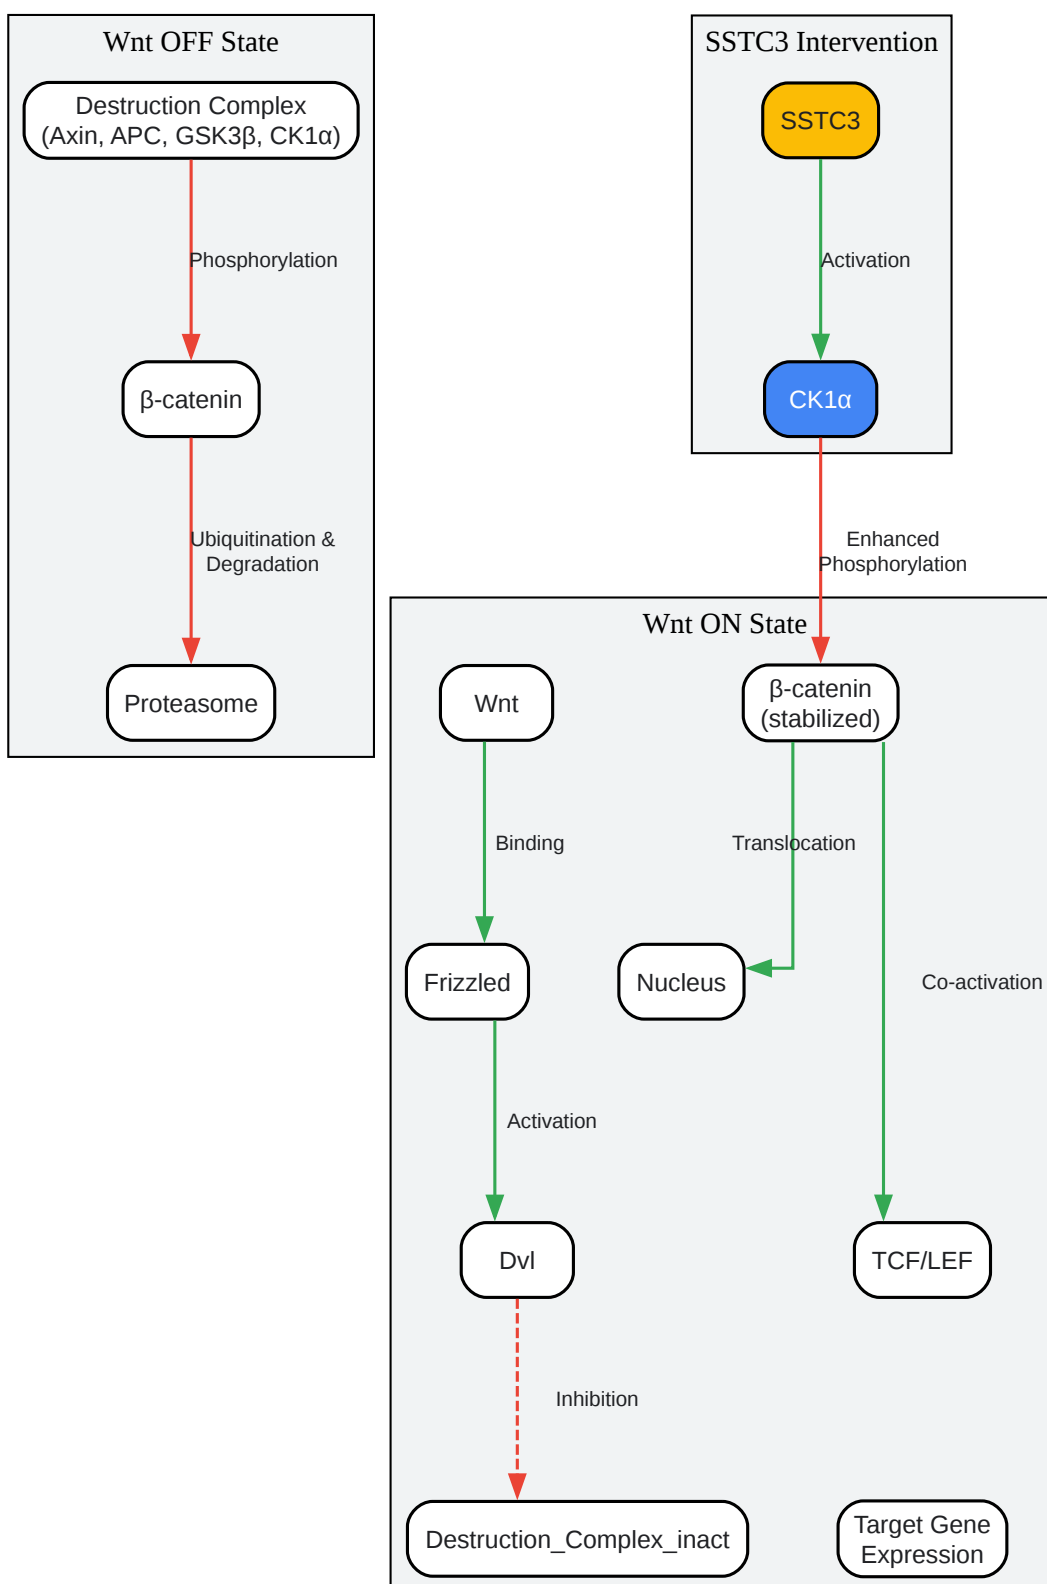 Wnt OFF State
Destruction Complex
(Axin, APC, GSK3β, CK1α)
Phosphorylation
β-catenin
Ubiquitination &
Degradation
Proteasome
SSTC3 Intervention
SSTC3
Activation
CK1α
Enhanced
Phosphorylation
Wnt ON State
Wnt
β-catenin
(stabilized)
Binding
Translocation
Frizzled
Nucleus
Co-activation
Activation
Dvl
TCF/LEF
Inhibition
Destruction_Complex_inact
Target Gene
Expression